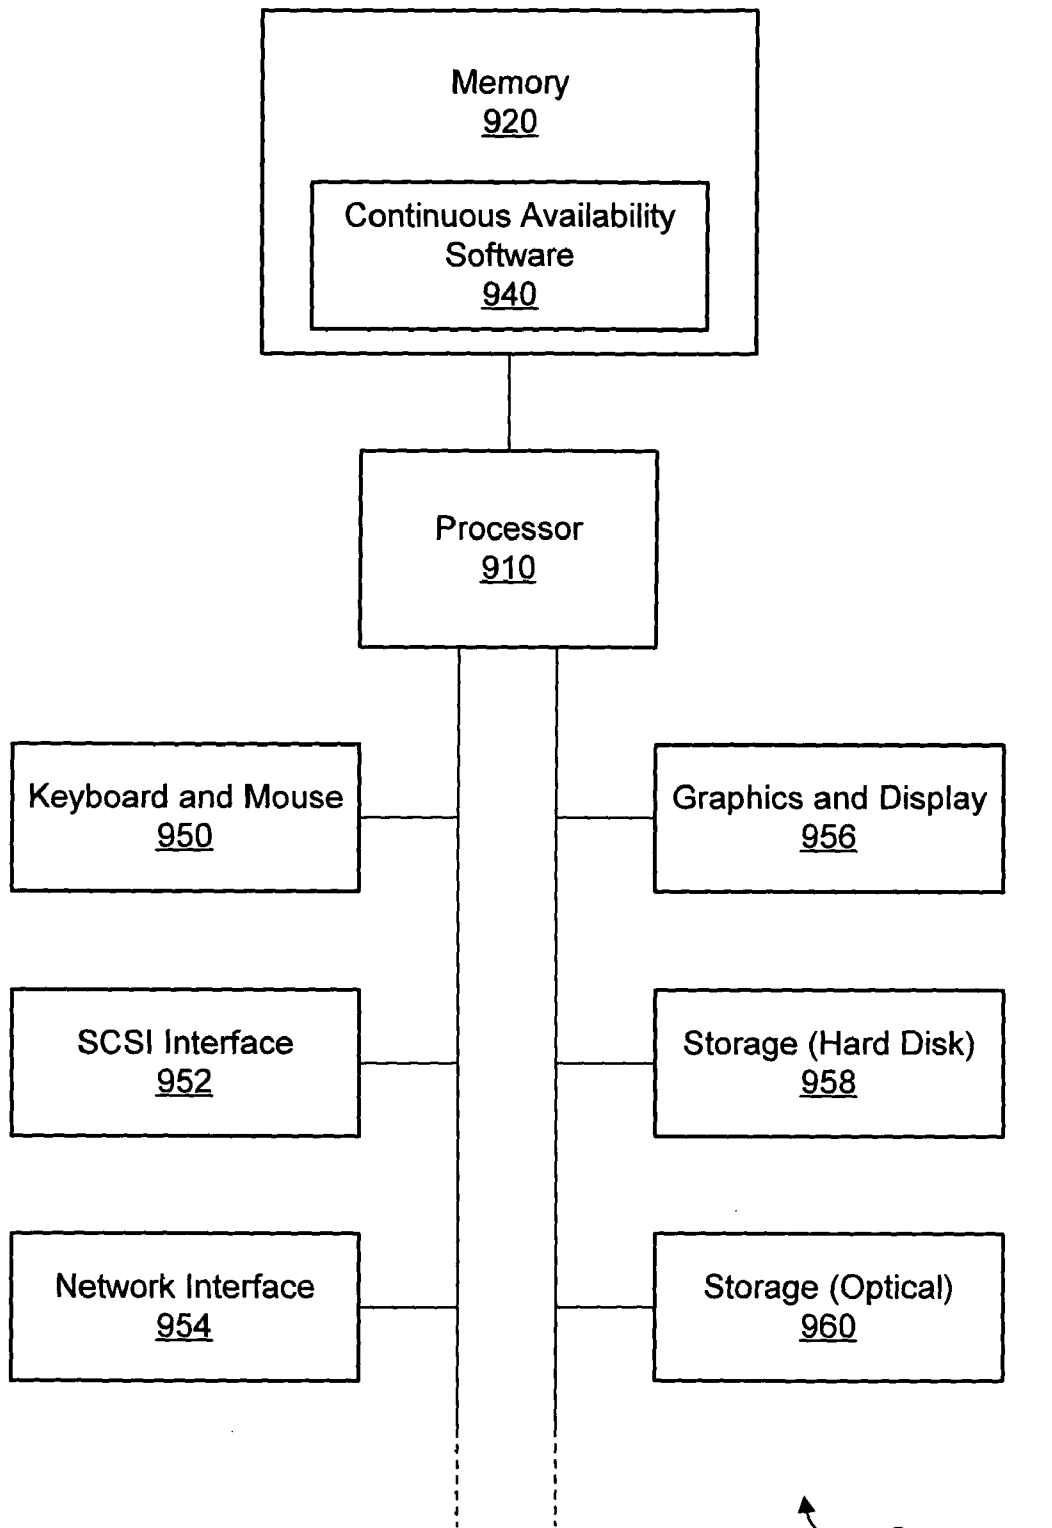 Memory
920
Continuous Availability
Software
940
Processor
910
Keyboard and Mouse
950
Graphics and Display
956
SCSI Interface
952
Storage (Hard Disk)
958
Network Interface
954
Storage (Optical)
960